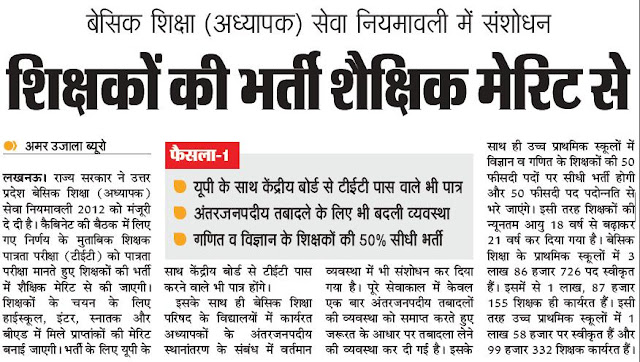 बेसिक शिक्षा (अध्यापक) सेवा नियमावली में संशोधन
शिक्षकों की भर्ती शैक्षिक मेरिट से
अमर उजाला ब्यूरो
लखनऊ। राज्य सरकार ने उत्तर
प्रदेश बेसिक शिक्षा (अध्यापक)
सेवा नियमावली 2012 को मंजूरी
दे दी है। कैबिनेट की बैठक में लिए
गए निर्णय के मुताबिक शिक्षक
पात्रता परीक्षा (टीईटी) को पात्रता
परीक्षा मानते हुए शिक्षकों की भर्ती
में शैक्षिक मेरिट से की जाएगी।
शिक्षकों के चयन के लिए
हाईस्कूल, इंटर, स्नातक और
बीएड में मिले प्राप्तांकों की मेरिट
बनाई जाएगी। भर्ती के लिए यूपी के
फैसला-1
यूपी के साथ केंद्रीय बोर्ड से टीईटी पास वाले भी पात्र
अंतरजनपदीय तबादले के लिए भी बदली व्यवस्था
गणित व विज्ञान के शिक्षकों की 50% सीधी भर्ती
साथ केंद्रीय बोर्ड से टीईटी पास
करने वाले भी पात्र होंगे।
इसके साथ ही बेसिक शिक्षा
परिषद के विद्यालयों में कार्यरत
अध्यापकों के अंतरजनपदीय
स्थानांतरण के संबंध में वर्तमान
व्यवस्था में भी संशोधन कर दिया
गया है। पूरे सेवाकाल में केवल
एक बार अंतरजनपदीय तबादलों
की व्यवस्था को समाप्त करते हुए
जरूरत के आधार पर तबादला लेने
की व्यवस्था कर दी गई है। इसके
साथ ही उच्च प्राथमिक स्कूलों में
विज्ञान व गणित के शिक्षकों की 50
फीसदी पदों पर सीधी भर्ती होगी
और 50 फीसदी पद पदोन्नति से
भरे जाएंगे। इसी तरह शिक्षकों की
न्यूनतम आयु 18 वर्ष से बढ़ाकर
21 वर्ष कर दिया गया है। बेसिक
शिक्षा के प्राथमिक स्कूलों में 3
लाख 86 हजार 726 पद स्वीकृत
हैं। इसमें से 1 लाख, 87 हजार
155 शिक्षक ही कार्यरत हैं। इसी
तरह उच्च प्राथमिक स्कूलों में 1
लाख 58 हजार पर स्वीकृत हैं और
99 हजार 332 शिक्षक कार्यरत हैं।